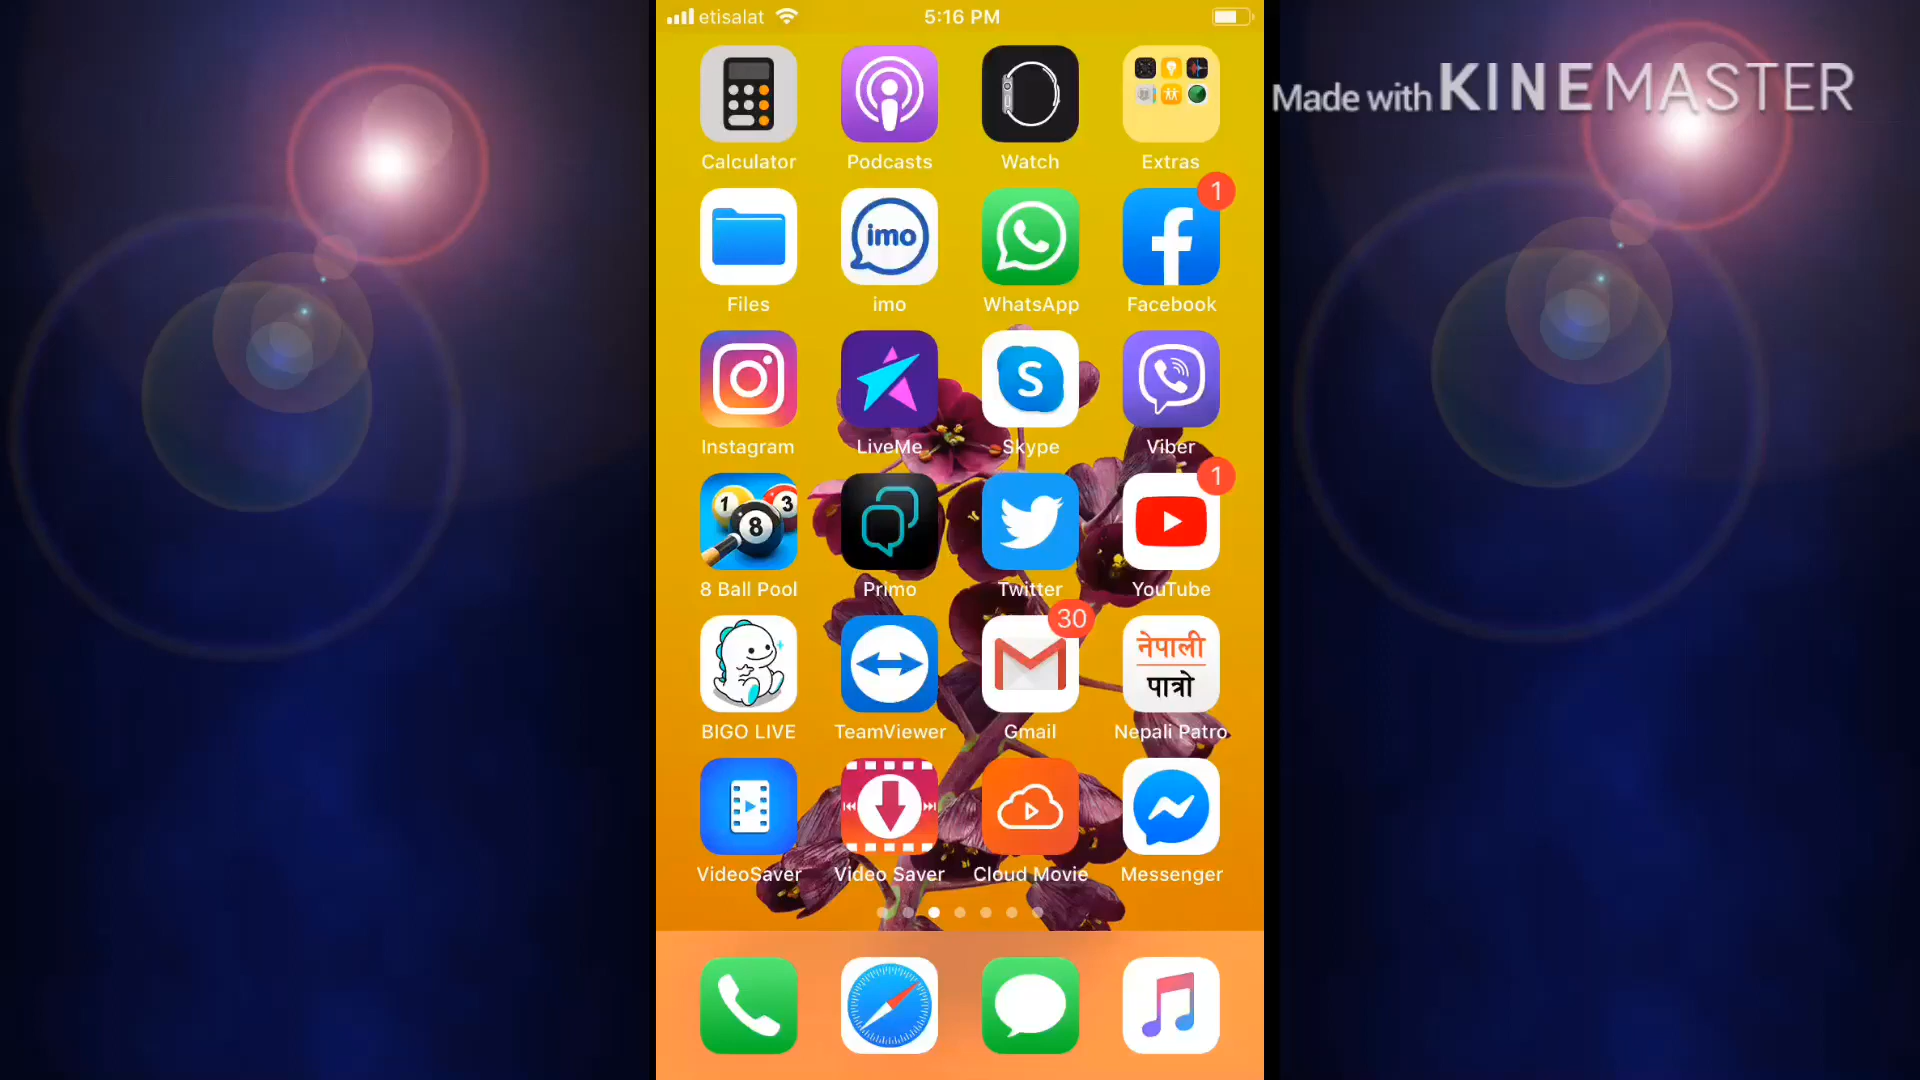 etisalat
5:16 PM
Made with KINEMASTER
Calculator
Podcasts
Watch
Extras
1
imo
Files
imo
WhatsApp
Facebook
S
Instagram
LiveMe
Skype
Viber
1
1 3
8
8 Ball Pool
Primo
Twitter
YouTube
30
नेपाली
पात्रो
BIGO LIVE
TeamViewer
Gmail
Nepali Patro
VideoSaver
Video Saver
Cloud Movie
Messenger